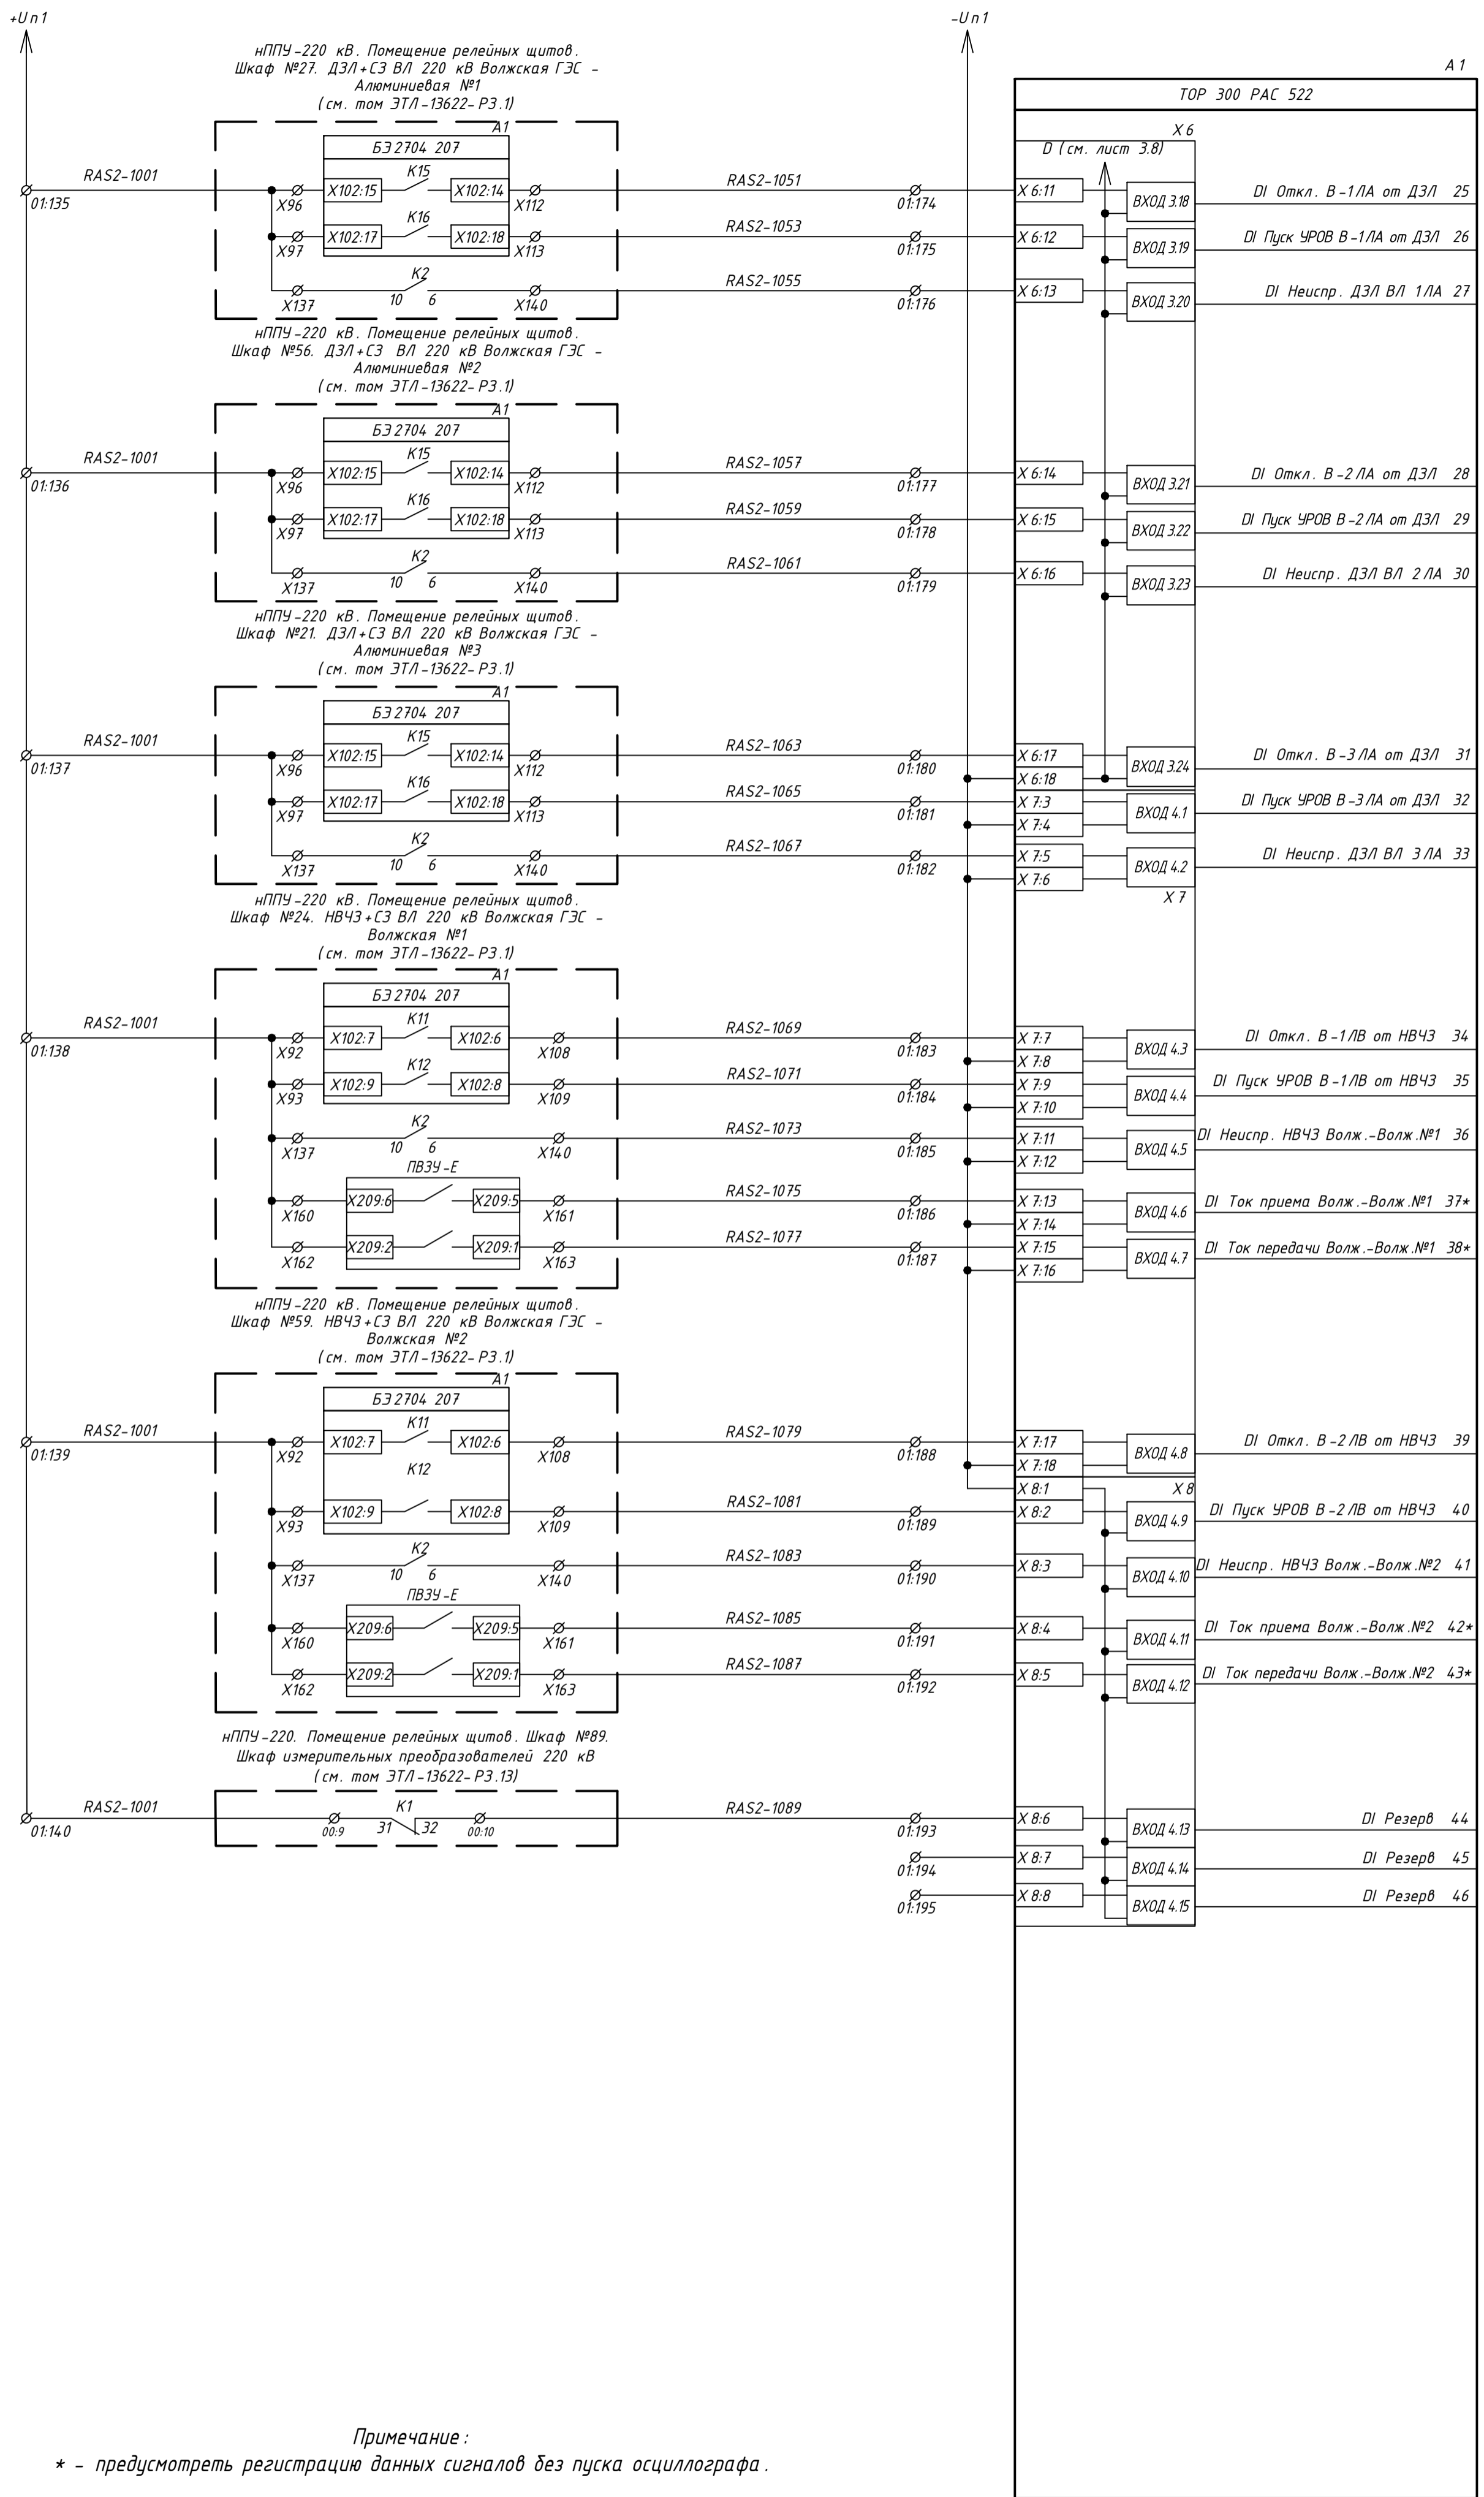 +Uп1
-Uп1
A1
ТОР 300 РАС 522
X6
D (см. лист 3.8)
нППУ-220 кВ. Помещение релейных щитов.
Шкаф №27. ДЗЛ+СЗ ВЛ 220 кВ Волжская ГЭС -
Алюминиевая №1
(см. том ЭТЛ-13622-РЗ.1)
A1
БЭ2704 207
RAS2-1001
01:135
X96
X102:15
K15
X102:14
X112
RAS2-1051
01:174
X6:11
ВХОД 3.18
DI Откл. В-1ЛА от ДЗЛ 25
X97
X102:17
K16
X102:18
X113
RAS2-1053
01:175
X6:12
ВХОД 3.19
DI Пуск УРОВ В-1ЛА от ДЗЛ 26
X137
K2
10 6
X140
RAS2-1055
01:176
X6:13
ВХОД 3.20
DI Неиспр. ДЗЛ ВЛ 1ЛА 27
нППУ-220 кВ. Помещение релейных щитов.
Шкаф №56. ДЗЛ+СЗ ВЛ 220 кВ Волжская ГЭС -
Алюминиевая №2
(см. том ЭТЛ-13622-РЗ.1)
A1
БЭ2704 207
RAS2-1001
01:136
X96
X102:15
K15
X102:14
X112
RAS2-1057
01:177
X6:14
ВХОД 3.21
DI Откл. В-2ЛА от ДЗЛ 28
X97
X102:17
K16
X102:18
X113
RAS2-1059
01:178
X6:15
ВХОД 3.22
DI Пуск УРОВ В-2ЛА от ДЗЛ 29
X137
K2
10 6
X140
RAS2-1061
01:179
X6:16
ВХОД 3.23
DI Неиспр. ДЗЛ ВЛ 2ЛА 30
нППУ-220 кВ. Помещение релейных щитов.
Шкаф №21. ДЗЛ+СЗ ВЛ 220 кВ Волжская ГЭС -
Алюминиевая №3
(см. том ЭТЛ-13622-РЗ.1)
A1
БЭ2704 207
RAS2-1001
01:137
X96
X102:15
K15
X102:14
X112
RAS2-1063
01:180
X6:17
X6:18
ВХОД 3.24
DI Откл. В-3ЛА от ДЗЛ 31
X97
X102:17
K16
X102:18
X113
RAS2-1065
01:181
X7:3
X7:4
ВХОД 4.1
DI Пуск УРОВ В-3ЛА от ДЗЛ 32
X137
K2
10 6
X140
RAS2-1067
01:182
X7:5
X7:6
ВХОД 4.2
DI Неиспр. ДЗЛ ВЛ 3ЛА 33
X7
нППУ-220 кВ. Помещение релейных щитов.
Шкаф №24. НВЧЗ+СЗ ВЛ 220 кВ Волжская ГЭС -
Волжская №1
(см. том ЭТЛ-13622-РЗ.1)
A1
БЭ2704 207
RAS2-1001
01:138
X92
X102:7
K11
X102:6
X108
RAS2-1069
01:183
X7:7
X7:8
ВХОД 4.3
DI Откл. В-1ЛВ от НВЧЗ 34
X93
X102:9
K12
X102:8
X109
RAS2-1071
01:184
X7:9
X7:10
ВХОД 4.4
DI Пуск УРОВ В-1ЛВ от НВЧЗ 35
X137
K2
10 6
X140
RAS2-1073
01:185
X7:11
X7:12
ВХОД 4.5
DI Неиспр. НВЧЗ Волж.-Волж.№1 36
ПВЗУ-Е
X160
X209:6
X209:5
X161
RAS2-1075
01:186
X7:13
X7:14
ВХОД 4.6
DI Ток приема Волж.-Волж.№1 37*
X162
X209:2
X209:1
X163
RAS2-1077
01:187
X7:15
X7:16
ВХОД 4.7
DI Ток передачи Волж.-Волж.№1 38*
нППУ-220 кВ. Помещение релейных щитов.
Шкаф №59. НВЧЗ+СЗ ВЛ 220 кВ Волжская ГЭС -
Волжская №2
(см. том ЭТЛ-13622-РЗ.1)
A1
БЭ2704 207
RAS2-1001
01:139
X92
X102:7
K11
X102:6
X108
RAS2-1079
01:188
X7:17
X7:18
ВХОД 4.8
DI Откл. В-2ЛВ от НВЧЗ 39
X8:1
X8
X93
X102:9
K12
X102:8
X109
RAS2-1081
01:189
X8:2
ВХОД 4.9
DI Пуск УРОВ В-2ЛВ от НВЧЗ 40
X137
K2
10 6
X140
RAS2-1083
01:190
X8:3
ВХОД 4.10
DI Неиспр. НВЧЗ Волж.-Волж.№2 41
ПВЗУ-Е
X160
X209:6
X209:5
X161
RAS2-1085
01:191
X8:4
ВХОД 4.11
DI Ток приема Волж.-Волж.№2 42*
X162
X209:2
X209:1
X163
RAS2-1087
01:192
X8:5
ВХОД 4.12
DI Ток передачи Волж.-Волж.№2 43*
нППУ-220. Помещение релейных щитов. Шкаф №89.
Шкаф измерительных преобразователей 220 кВ
(см. том ЭТЛ-13622-РЗ.13)
RAS2-1001
01:140
00:9
K1
31 32
00:10
RAS2-1089
01:193
X8:6
ВХОД 4.13
DI Резерв 44
01:194
X8:7
ВХОД 4.14
DI Резерв 45
01:195
X8:8
ВХОД 4.15
DI Резерв 46
Примечание:
* - предусмотреть регистрацию данных сигналов без пуска осциллографа.